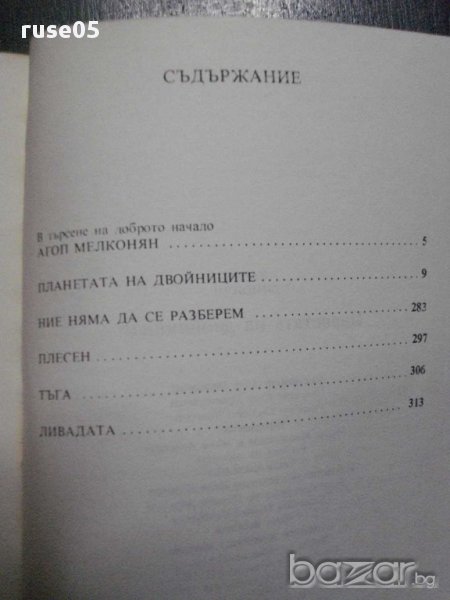 ruse05
СЪДЪРЖАНИЕ
В търсене на доброто начало
АГОП МЕЛКОНЯН .................... 5
ПЛАНЕТАТА НА ДВОЙНИЦИТЕ .................... 9
НИЕ НЯМА ДА СЕ РАЗБЕРЕМ .................... 283
ПЛЕСЕН .................... 297
ТЪГА .................... 306
ЛИВАДАТА .................... 313
bazar.bg